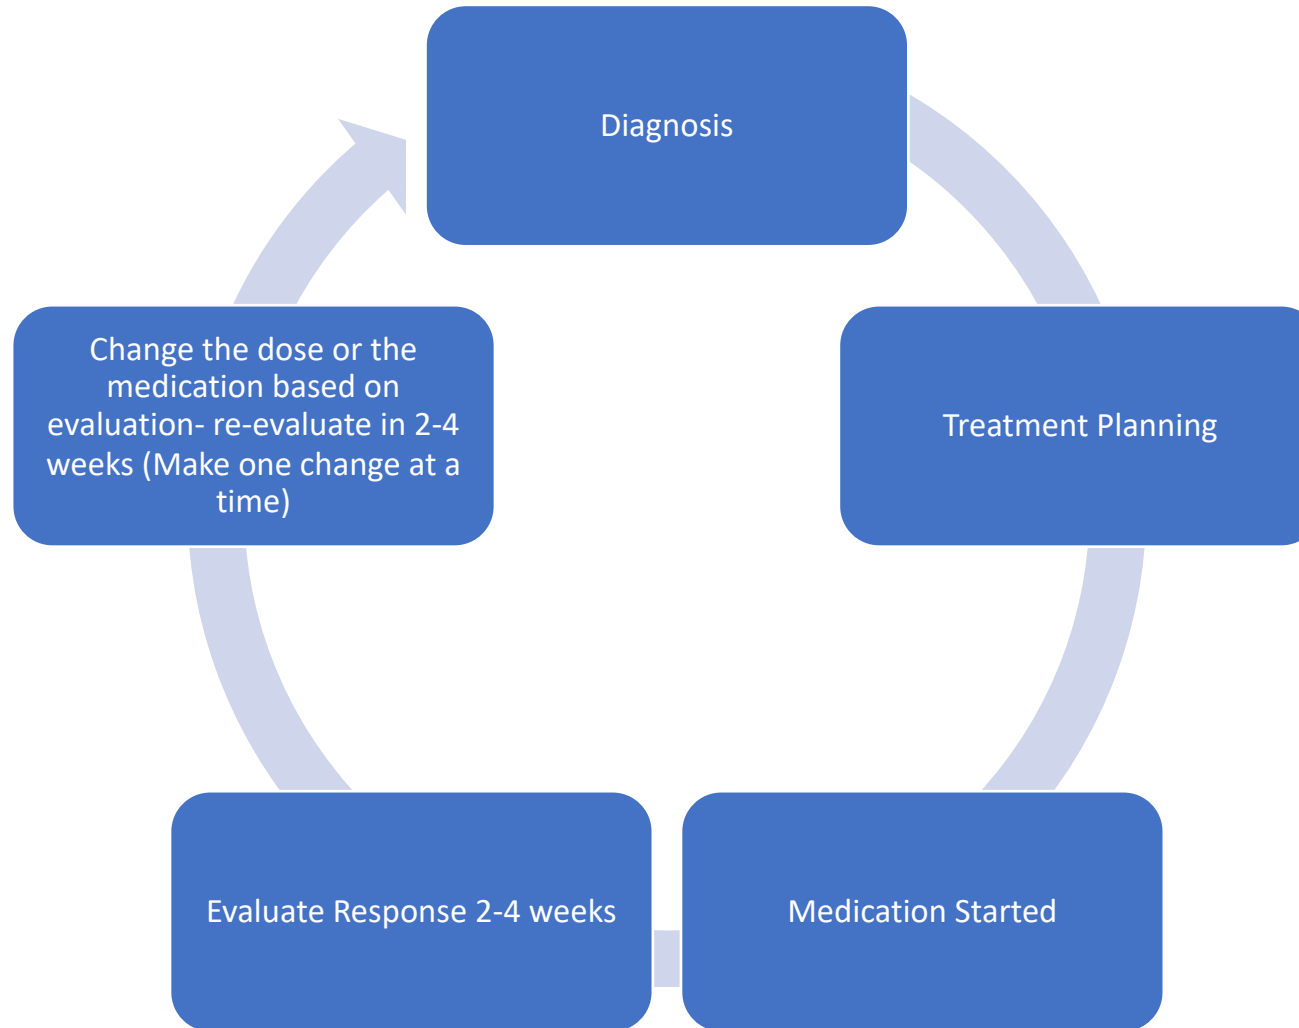 Diagnosis
Treatment Planning
Medication Started
Evaluate Response 2-4 weeks
Change the dose or the
medication based on
evaluation- re-evaluate in 2-4
weeks (Make one change at a
time)